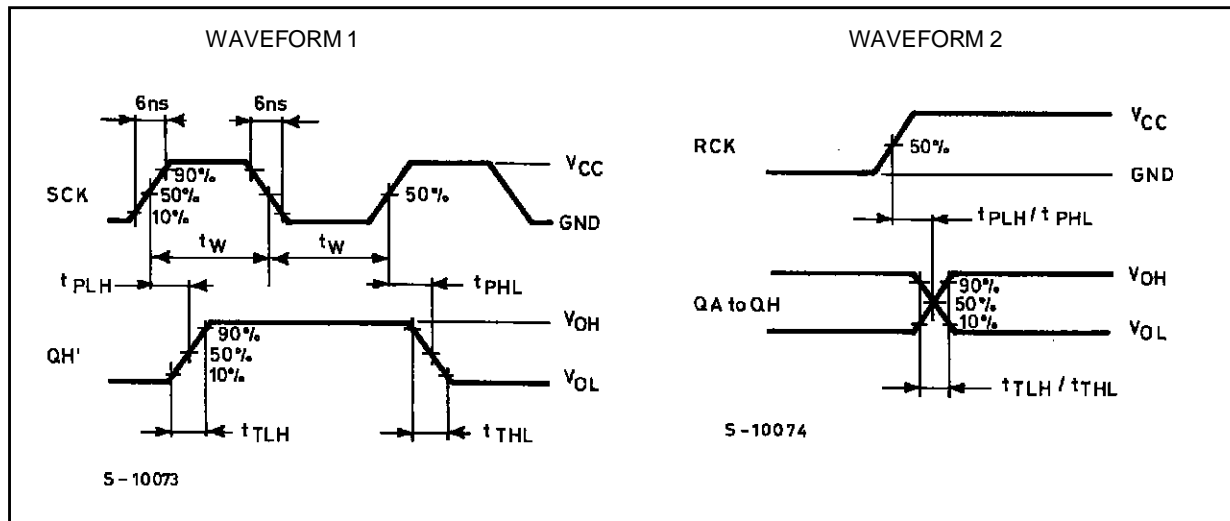 WAVEFORM 1
6ns
6ns
VCC
SCK
90%
50%
10%
50%
GND
tW
tW
tPLH
tPHL
VOH
QH'
90%
50%
10%
VOL
tTLH
tTHL
S-10073
WAVEFORM 2
VCC
RCK
50%
GND
tPLH/tPHL
VOH
QA to QH
90%
50%
10%
VOL
tTLH/tTHL
S-10074